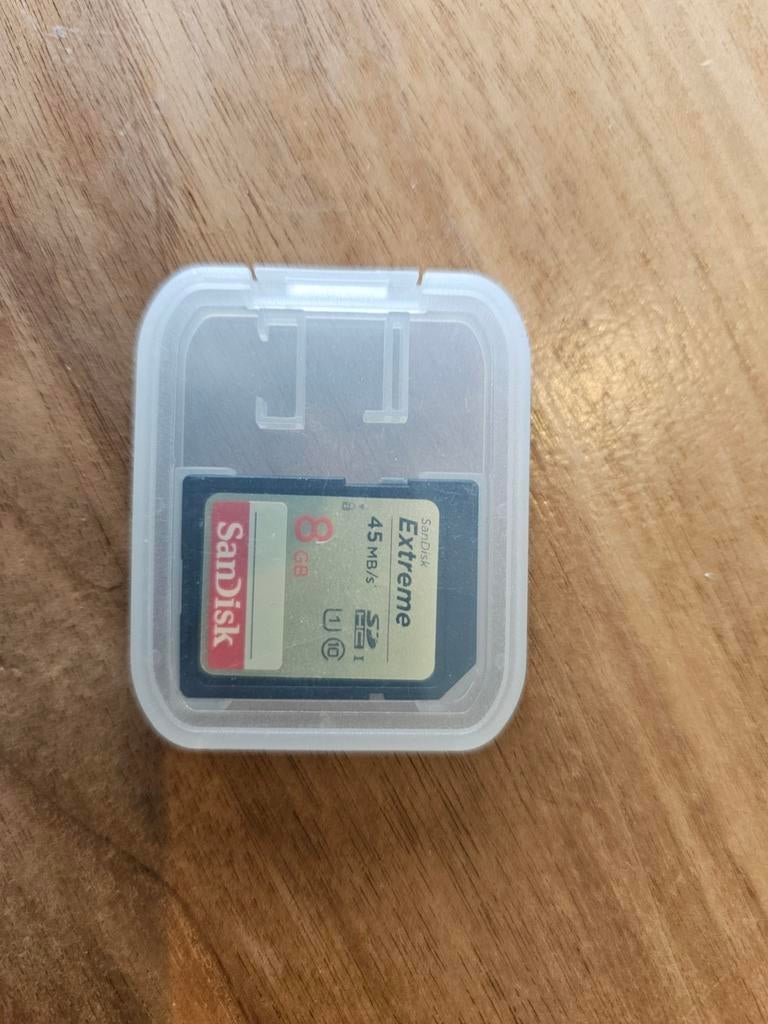 SanDisk
Extreme
45 MB/s
SD HC I
1 10
8 GB
SanDisk